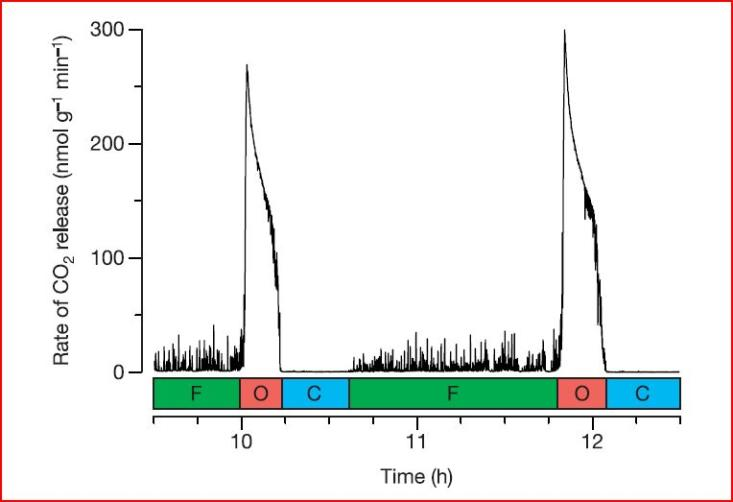 Rate of CO₂ release (nmol g⁻¹ min⁻¹)
300
200
100
0
F O C F O C
10 11 12
Time (h)